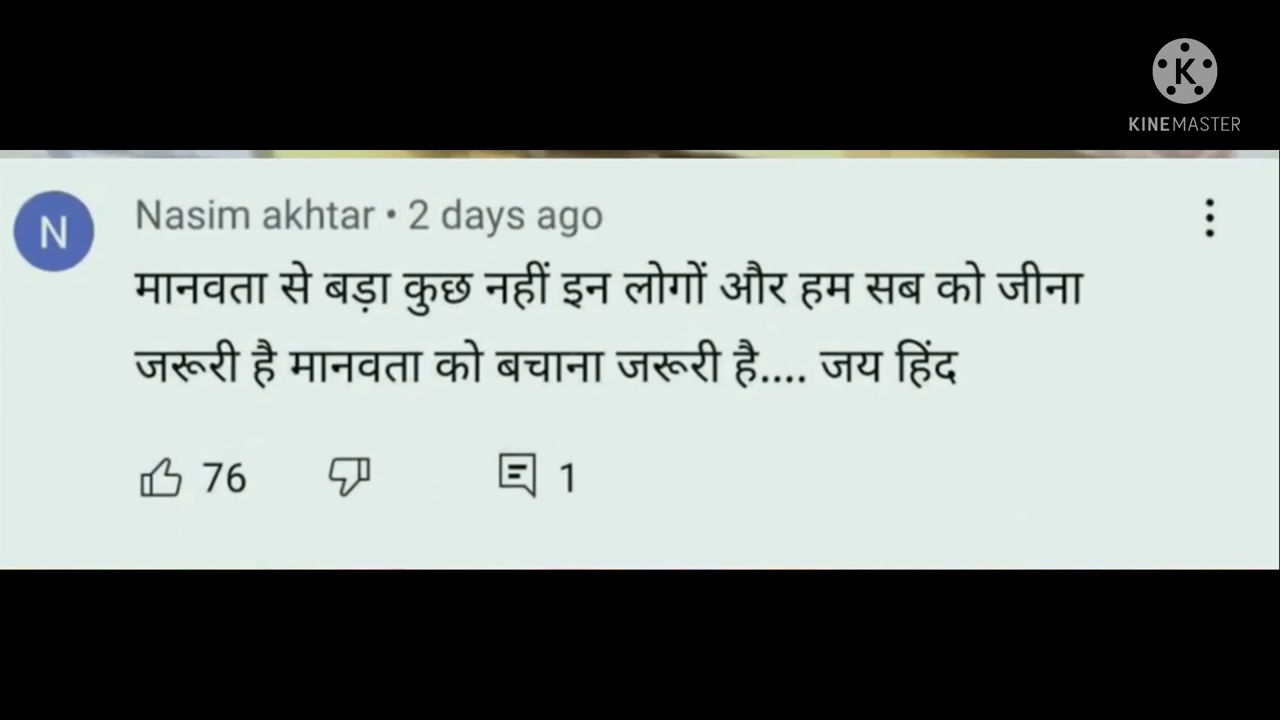 K
KINEMASTER
N
Nasim akhtar • 2 days ago
मानवता से बड़ा कुछ नहीं इन लोगों और हम सब को जीना
जरूरी है मानवता को बचाना जरूरी है.... जय हिंद
76 1